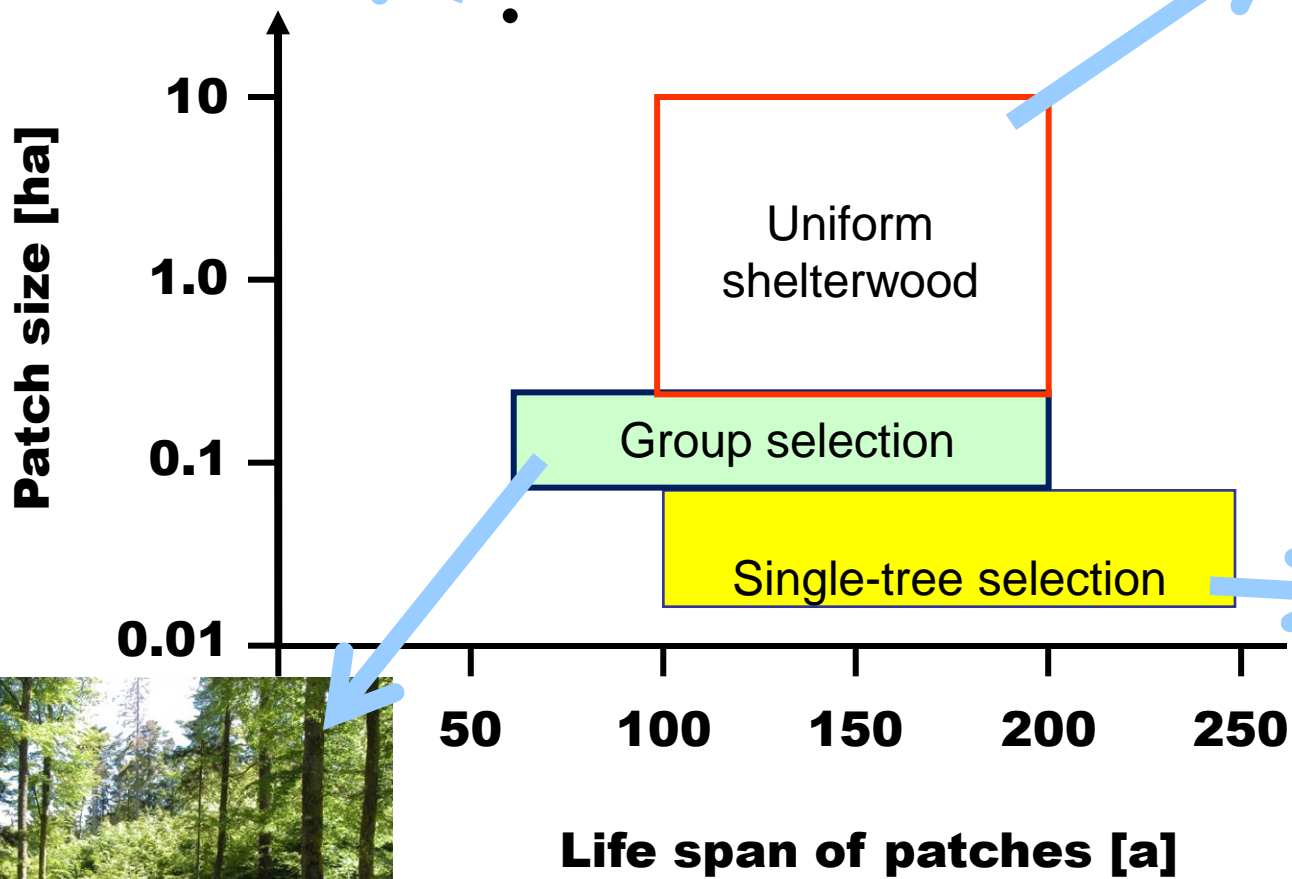 Patch size [ha]
10
1.0
0.1
0.01
Uniform
shelterwood
Group selection
Single-tree selection
50 100 150 200 250
Life span of patches [a]